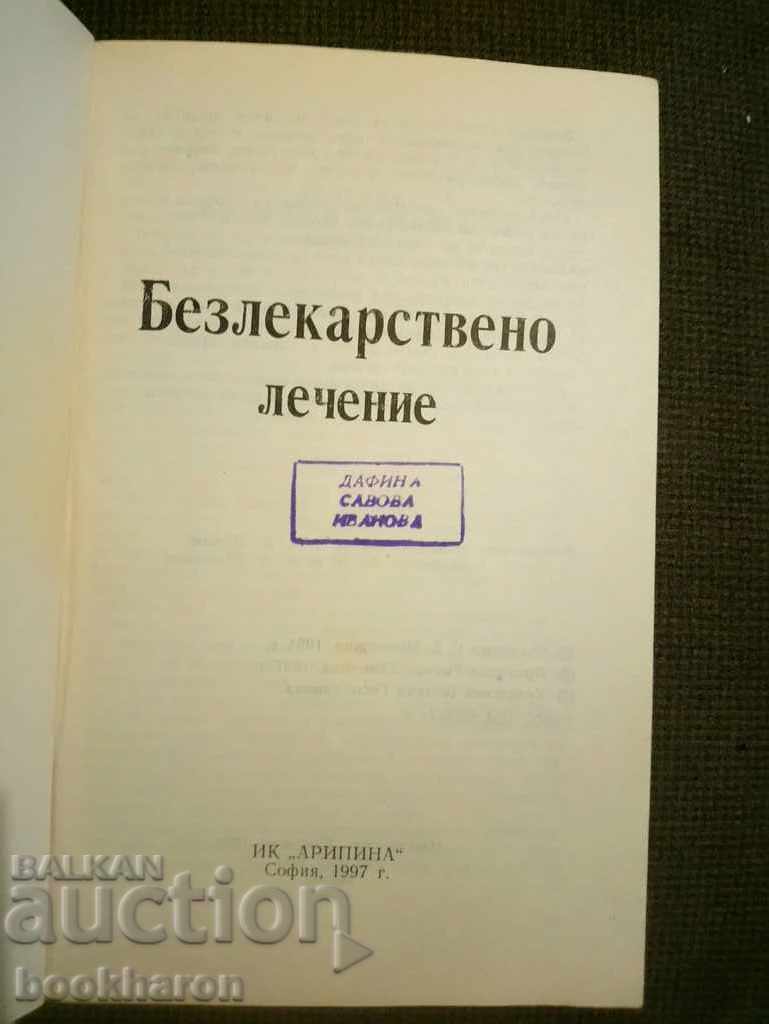 Безлекарствено
лечение
ДАФИНА
САВОВА
ИВАНОВА
ИК „АРИПИНА“
София, 1997 г.
BALKAN
auction
bookharon